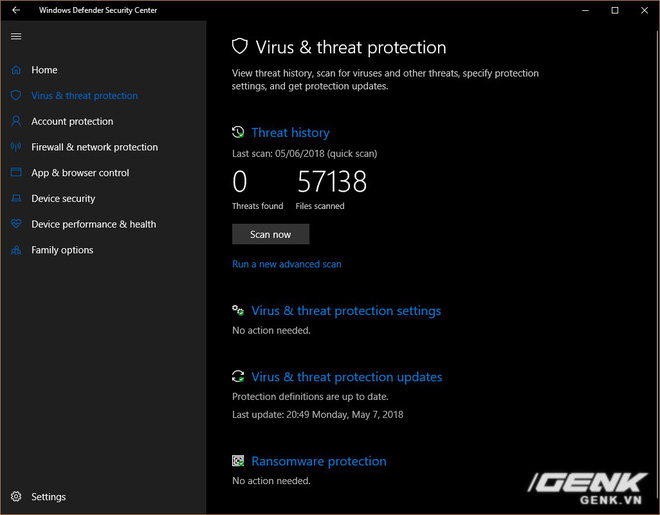 Windows Defender Security Center
Home
Virus & threat protection
Account protection
Firewall & network protection
App & browser control
Device security
Device performance & health
Family options
Settings
Virus & threat protection
View threat history, scan for viruses and other threats, specify protection
settings, and get protection updates.
Threat history
Last scan: 05/06/2018 (quick scan)
0 57138
Threats found Files scanned
Scan now
Run a new advanced scan
Virus & threat protection settings
No action needed.
Virus & threat protection updates
Protection definitions are up to date.
Last update: 20:49 Monday, May 7, 2018
Ransomware protection
No action needed.
GENK
GENK.VN